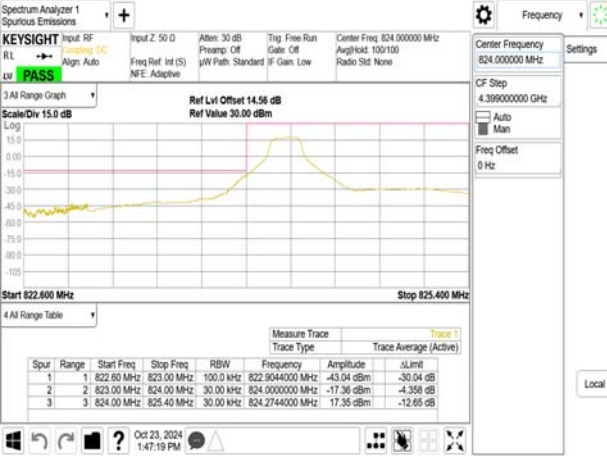 Spectrum Analyzer 1
Spurious Emissions
Frequency
KEYSIGHT
RL
PASS
Input: RF
Coupling: DC
Align: Auto
Input Z: 50 Ω
Freq Ref: Int (S)
NFE: Adaptive
Atten: 30 dB
Preamp: Off
µW Path: Standard
Trig: Free Run
Gate: Off
IF Gain: Low
Center Freq: 824.000000 MHz
Avg|Hold: 100/100
Radio Std: None
Center Frequency
824.000000 MHz
Settings
CF Step
4.399000000 GHz
Auto
Man
Freq Offset
0 Hz
Local
3 All Range Graph
Scale/Div 15.0 dB
Ref Lvl Offset 14.56 dB
Ref Value 30.00 dBm
Log
15.0
0.00
-15.0
-30.0
-45.0
-60.0
-75.0
-90.0
-105
Start 822.600 MHz
Stop 825.400 MHz
4 All Range Table
Measure Trace Trace 1
Trace Type Trace Average (Active)
Spur Range Start Freq Stop Freq RBW Frequency Amplitude ΔLimit
1 1 822.60 MHz 823.00 MHz 100.0 kHz 822.9044000 MHz -43.04 dBm -30.04 dB
2 2 823.00 MHz 824.00 MHz 30.00 kHz 824.0000000 MHz -17.36 dBm -4.358 dB
3 3 824.00 MHz 825.40 MHz 30.00 kHz 824.2744000 MHz 17.35 dBm -12.65 dB
Oct 23, 2024
1:47:19 PM